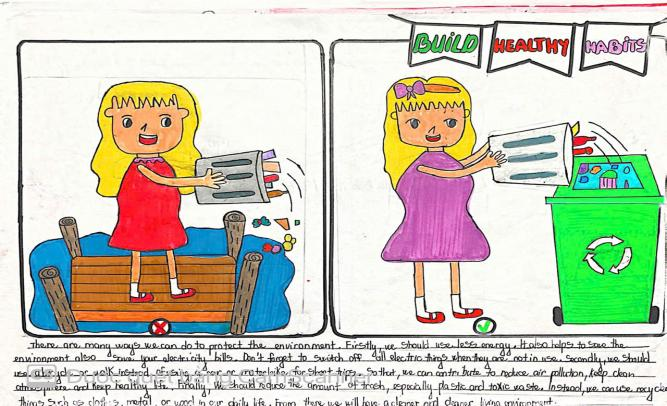 BUILD HEALTHY HABITS
There are many ways we can do to protect the environment. Firstly, we should use less energy. It also helps to save the
environment also save your electricity bills. Don't forget to switch off all electric things when they are not in use. Secondly, we should
use or walk instead of using a car or motorbike for short trips. So that, we can contribute to reduce air pollution, keep clean
atmosphere and keep healthy life. Finally, we should reduce the amount of trash, especially plastic and toxic waste. Instead, we can use recycled
things such as clothes, metal, or wood in our daily life. From there we will have a cleaner and cleaner living environment.